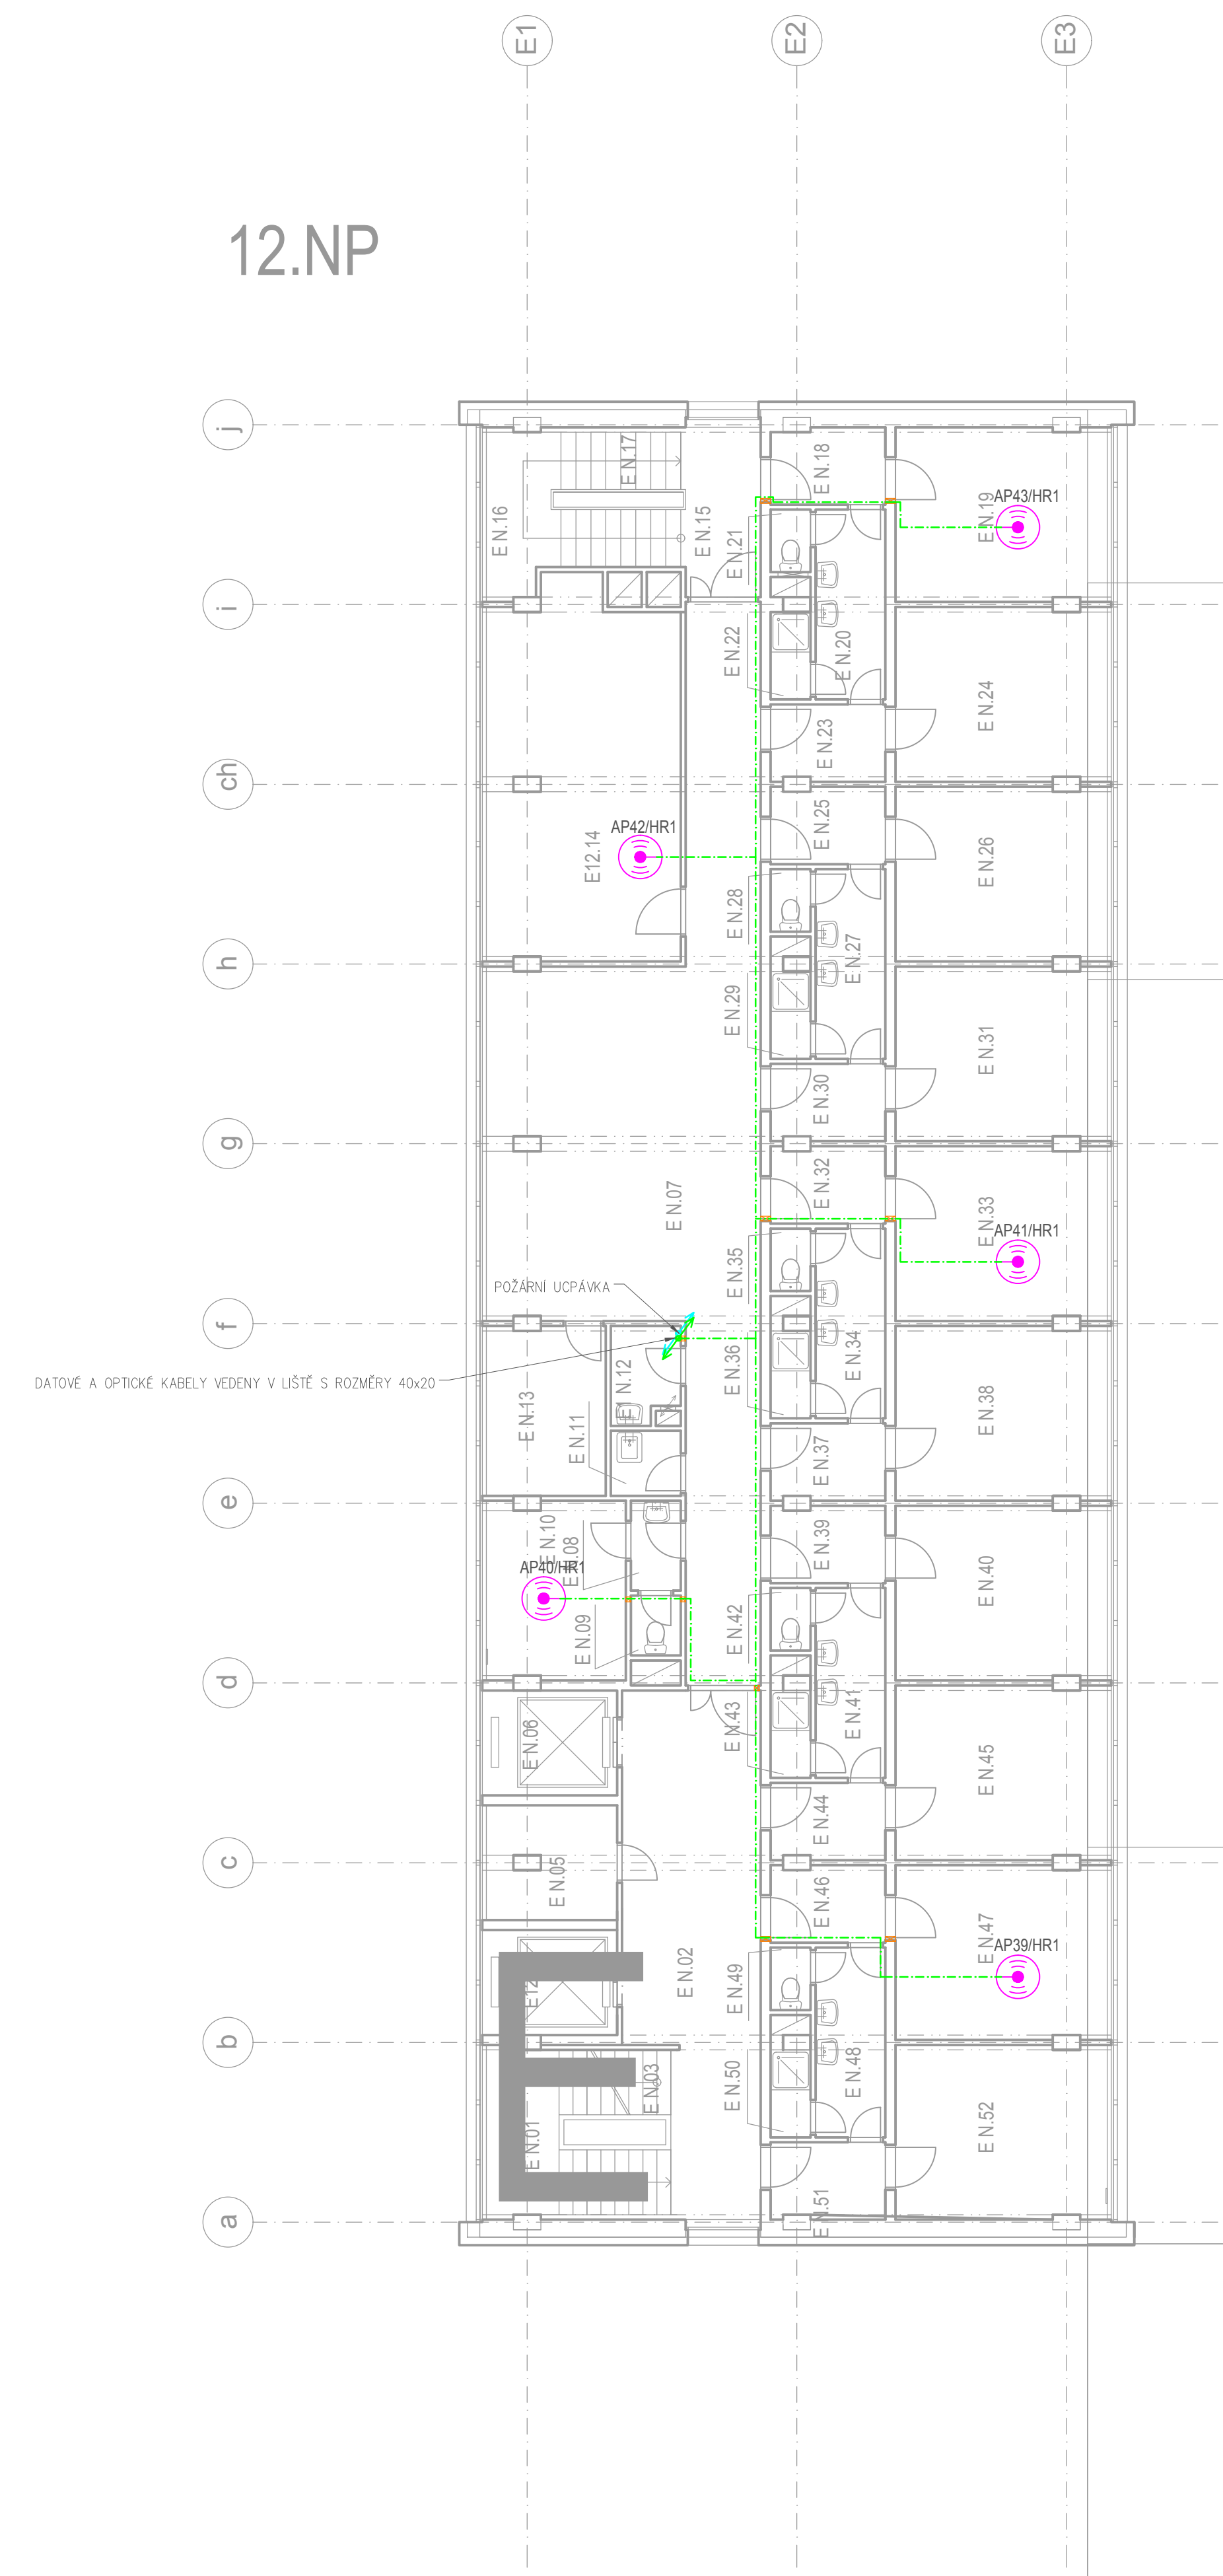 E1
E2
E3
12.NP
j
E N.17
E N.18
E N.16
E N.15
E N.21
E N.19
AP43/HR1
i
E N.22
E N.20
E N.24
E N.23
ch
E N.25
AP42/HR1
E12.14
E N.26
E N.28
E N.27
h
E N.29
E N.31
E N.30
g
E N.32
E N.07
E N.33
AP41/HR1
E N.35
POŽÁRNÍ UCPÁVKA
f
E N.36
E N.34
DATOVÉ A OPTICKÉ KABELY VEDENY V LIŠTĚ S ROZMĚRY 40x20
E N.12
E N.13
E N.11
E N.38
E N.37
e
E N.10
E N.08
E N.39
AP40/HR1
E N.40
E N.09
E N.42
d
E N.43
E N.41
E N.06
E N.45
E N.44
c
E N.05
E N.46
E N.47
AP39/HR1
E N.02
E N.49
b
E N.03
E N.50
E N.48
E N.01
E N.52
E N.51
a
E